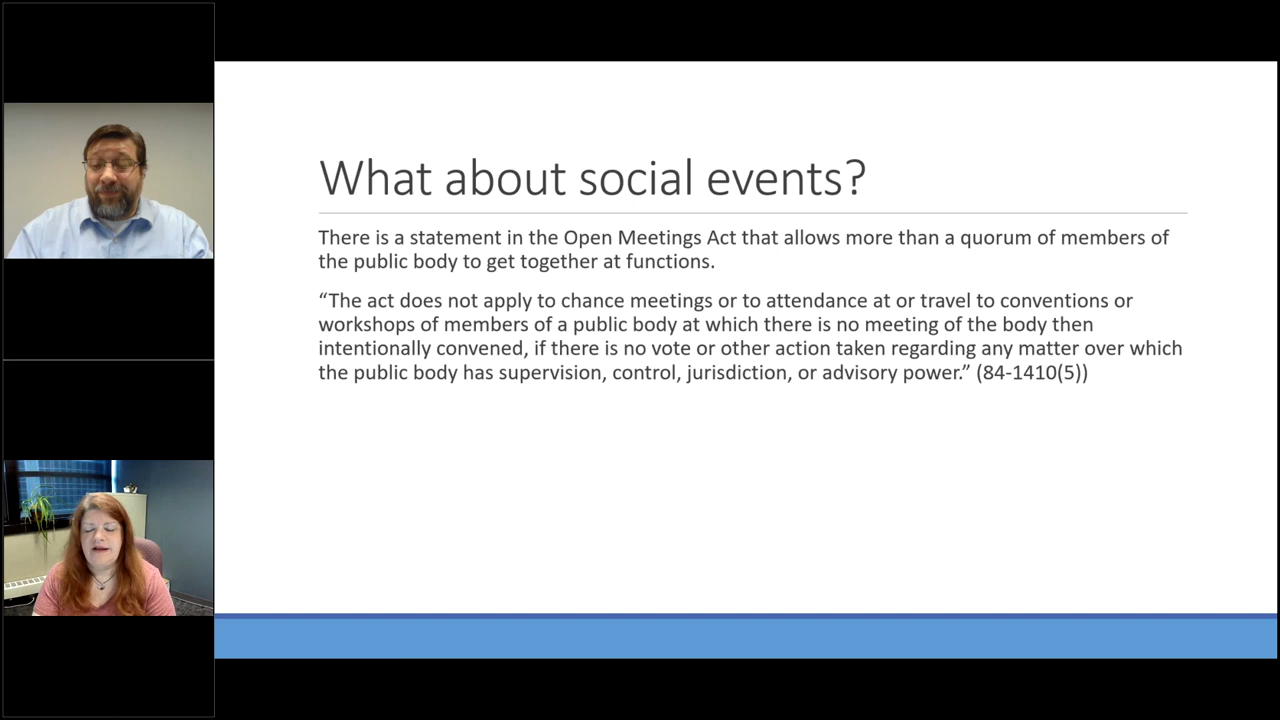 What about social events?
There is a statement in the Open Meetings Act that allows more than a quorum of members of
the public body to get together at functions.
“The act does not apply to chance meetings or to attendance at or travel to conventions or
workshops of members of a public body at which there is no meeting of the body then
intentionally convened, if there is no vote or other action taken regarding any matter over which
the public body has supervision, control, jurisdiction, or advisory power.” (84-1410(5))